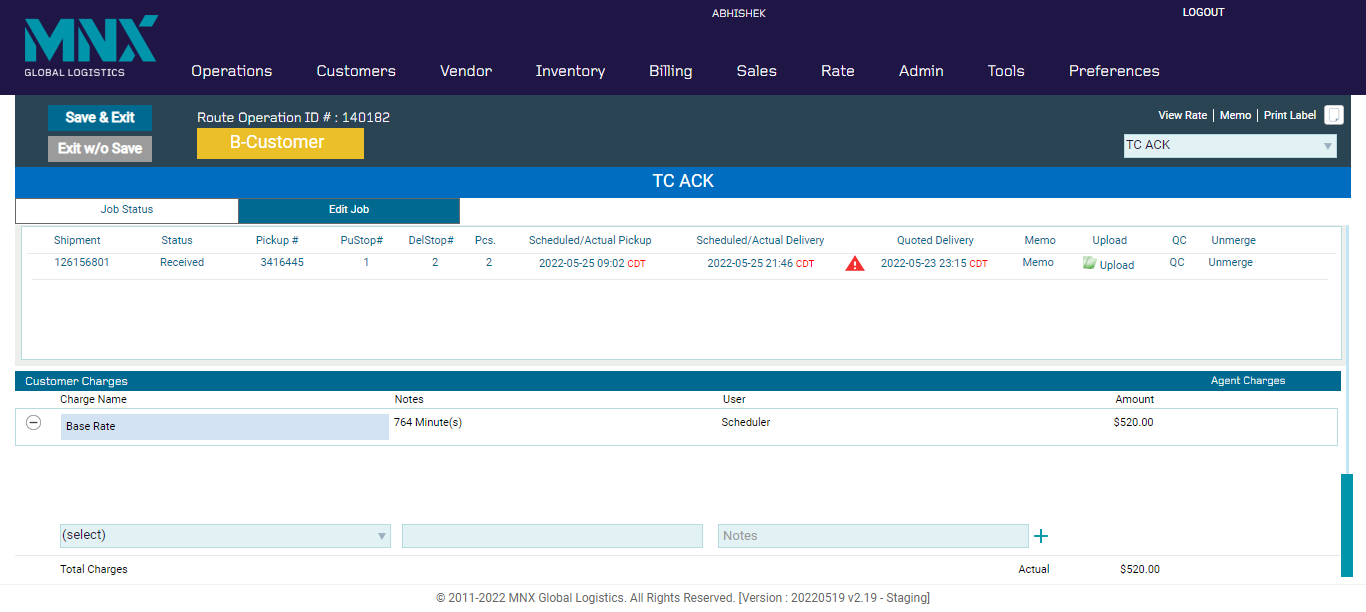 ABHISHEK LOGOUT
MNX
GLOBAL LOGISTICS
Operations Customers Vendor Inventory Billing Sales Rate Admin Tools Preferences
Save & Exit Route Operation ID # : 140182 View Rate | Memo | Print Label
Exit w/o Save B-Customer TC ACK
TC ACK
Job Status Edit Job
Shipment Status Pickup # PuStop# DelStop# Pcs. Scheduled/Actual Pickup Scheduled/Actual Delivery Quoted Delivery Memo Upload QC Unmerge
126156801 Received 3416445 1 2 2 2022-05-25 09:02 CDT 2022-05-25 21:46 CDT 2022-05-23 23:15 CDT Memo Upload QC Unmerge
Customer Charges Agent Charges
Charge Name Notes User Amount
Base Rate 764 Minute(s) Scheduler $520.00
(select) Notes +
Total Charges Actual $520.00
© 2011-2022 MNX Global Logistics. All Rights Reserved. [Version : 20220519 v2.19 - Staging]